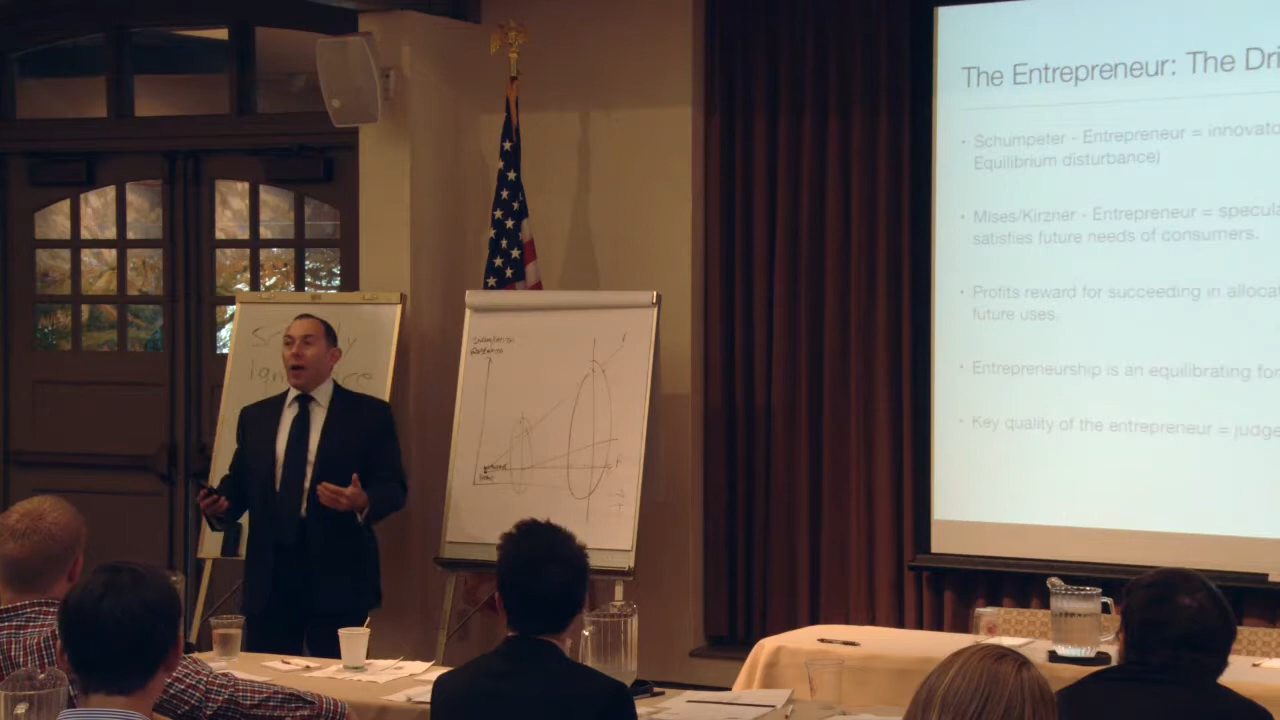 The Entrepreneur: The Dri
• Schumpeter - Entrepreneur = innovato
Equilibrium disturbance)
• Mises/Kirzner - Entrepreneur = specula
satisfies future needs of consumers.
• Profits reward for succeeding in allocat
future uses.
• Entrepreneurship is an equilibrating for
• Key quality of the entrepreneur = judge